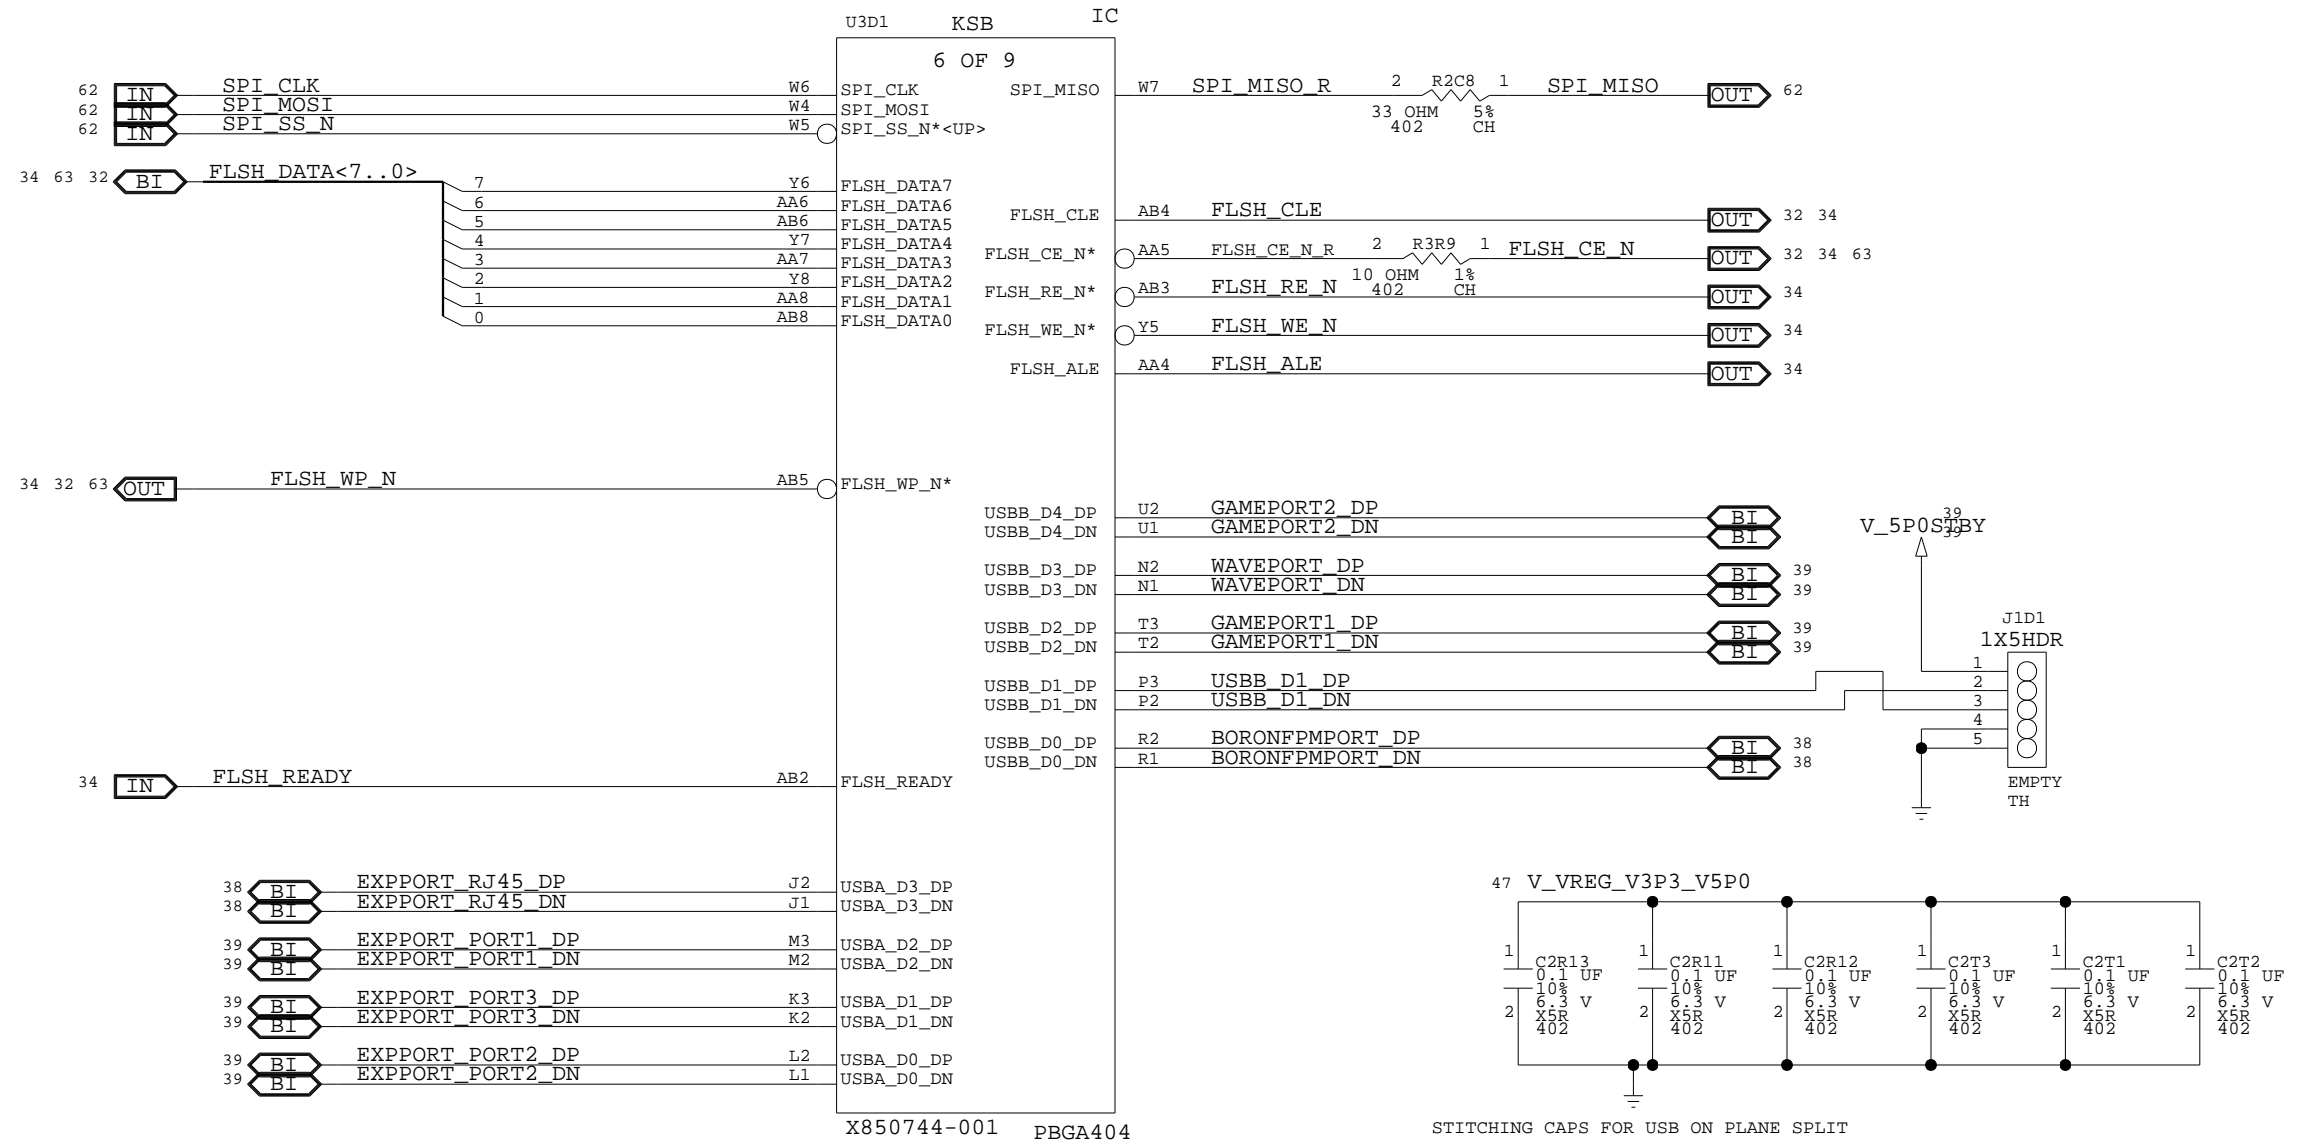 U3D1 KSB IC
6 OF 9
62 IN SPI_CLK W6 SPI_CLK
62 IN SPI_MOSI W4 SPI_MOSI
62 IN SPI_SS_N W5 SPI_SS_N*<UP>
34 63 32 BI FLSH_DATA<7..0>
7 Y6 FLSH_DATA7
6 AA6 FLSH_DATA6
5 AB6 FLSH_DATA5
4 Y7 FLSH_DATA4
3 AA7 FLSH_DATA3
2 Y8 FLSH_DATA2
1 AA8 FLSH_DATA1
0 AB8 FLSH_DATA0
34 32 63 OUT FLSH_WP_N AB5 FLSH_WP_N*
34 IN FLSH_READY AB2 FLSH_READY
38 BI EXPPORT_RJ45_DP J2 USBA_D3_DP
38 BI EXPPORT_RJ45_DN J1 USBA_D3_DN
39 BI EXPPORT_PORT1_DP M3 USBA_D2_DP
39 BI EXPPORT_PORT1_DN M2 USBA_D2_DN
39 BI EXPPORT_PORT3_DP K3 USBA_D1_DP
39 BI EXPPORT_PORT3_DN K2 USBA_D1_DN
39 BI EXPPORT_PORT2_DP L2 USBA_D0_DP
39 BI EXPPORT_PORT2_DN L1 USBA_D0_DN
X850744-001 PBGA404
SPI_MISO W7 SPI_MISO_R 2 R2C8 1 SPI_MISO OUT 62
33 OHM 5%
402 CH
FLSH_CLE AB4 FLSH_CLE OUT 32 34
FLSH_CE_N* AA5 FLSH_CE_N_R 2 R3R9 1 FLSH_CE_N OUT 32 34 63
10 OHM 1%
402 CH
FLSH_RE_N* AB3 FLSH_RE_N OUT 34
FLSH_WE_N* Y5 FLSH_WE_N OUT 34
FLSH_ALE AA4 FLSH_ALE OUT 34
USBB_D4_DP U2 GAMEPORT2_DP BI 39
USBB_D4_DN U1 GAMEPORT2_DN BI 39
USBB_D3_DP N2 WAVEPORT_DP BI 39
USBB_D3_DN N1 WAVEPORT_DN BI 39
USBB_D2_DP T3 GAMEPORT1_DP BI 39
USBB_D2_DN T2 GAMEPORT1_DN BI 39
USBB_D1_DP P3 USBB_D1_DP
USBB_D1_DN P2 USBB_D1_DN
USBB_D0_DP R2 BORONFPMPORT_DP BI 38
USBB_D0_DN R1 BORONFPMPORT_DN BI 38
V_5P0STBY
J1D1
1X5HDR
1
2
3
4
5
EMPTY
TH
47 V_VREG_V3P3_V5P0
1 C2R13
0.1 UF
10%
6.3 V
2 X5R
402
1 C2R11
0.1 UF
10%
6.3 V
2 X5R
402
1 C2R12
0.1 UF
10%
6.3 V
2 X5R
402
1 C2T3
0.1 UF
10%
6.3 V
2 X5R
402
1 C2T1
0.1 UF
10%
6.3 V
2 X5R
402
1 C2T2
0.1 UF
10%
6.3 V
2 X5R
402
STITCHING CAPS FOR USB ON PLANE SPLIT